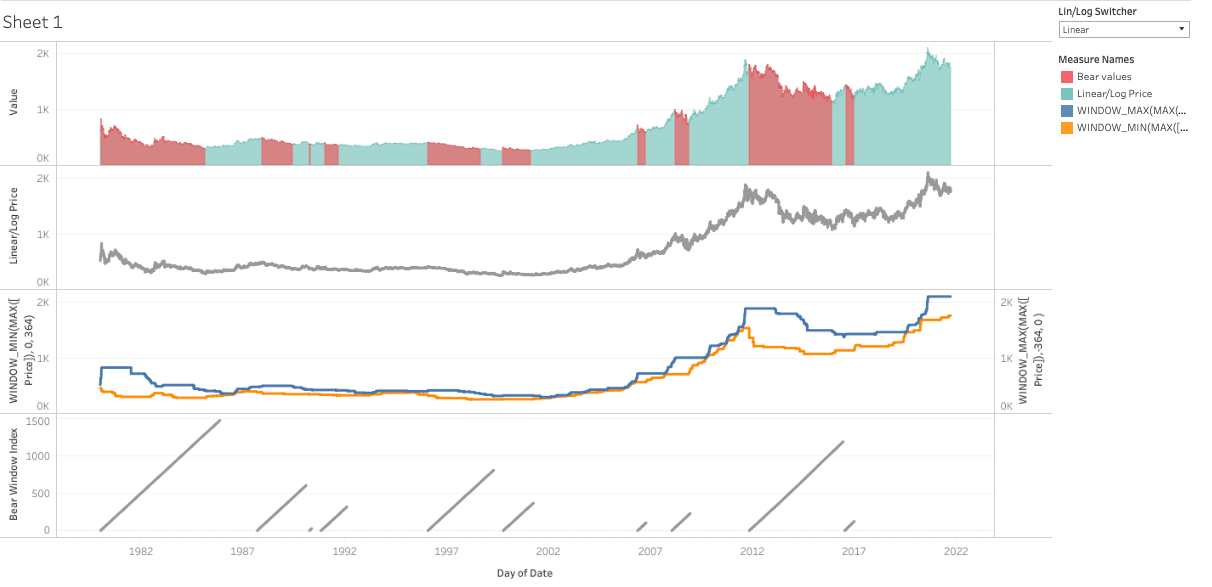 Sheet 1
Lin/Log Switcher
Linear
Measure Names
Bear values
Linear/Log Price
WINDOW_MAX(MAX(...
WINDOW_MIN(MAX([...
Value
2K
1K
0K
Linear/Log Price
2K
1K
0K
WINDOW_MIN(MAX([
Price]), 0, 364)
2K
1K
0K
2K
1K
0K
WINDOW_MAX(MAX([
Price]),-364, 0 )
Bear Window Index
1500
1000
500
0
1982
1987
1992
1997
2002
2007
2012
2017
2022
Day of Date